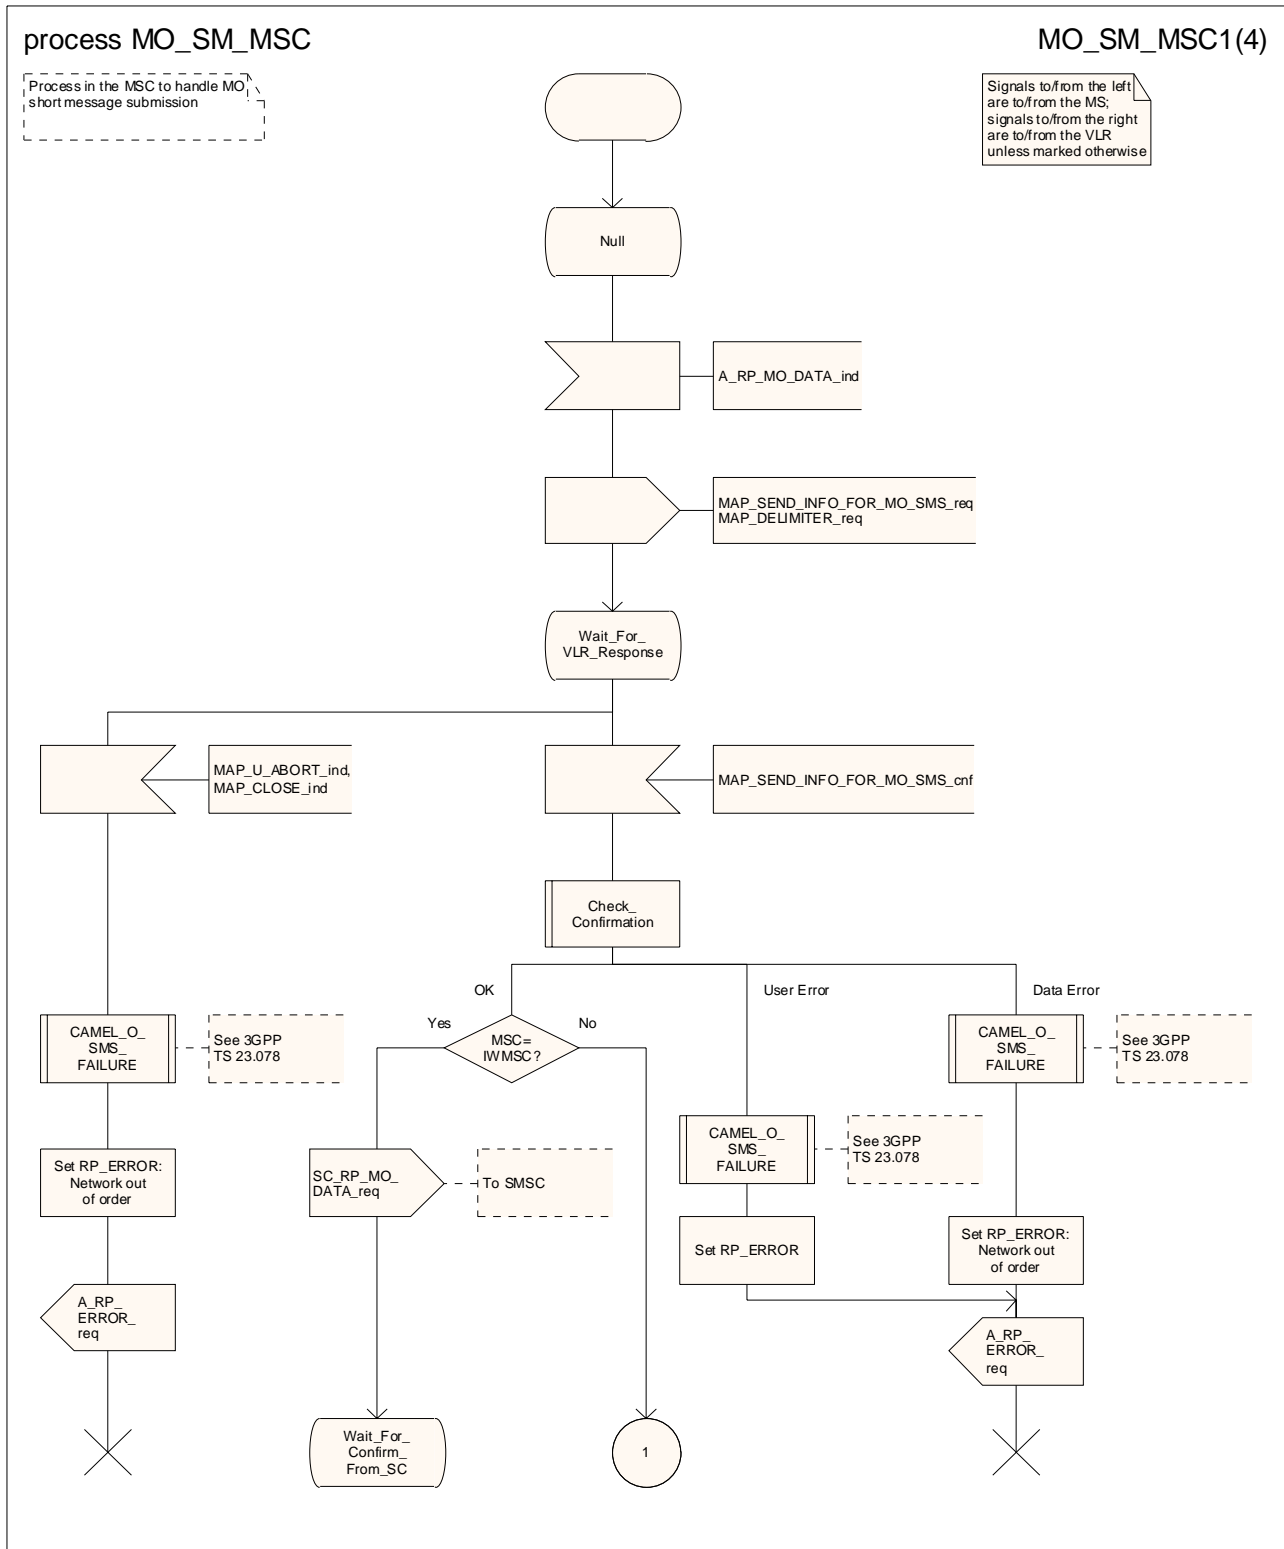 process MO_SM_MSC
MO_SM_MSC1(4)
Process in the MSC to handle MO
short message submission
Signals to/from the left
are to/from the MS;
signals to/from the right
are to/from the VLR
unless marked otherwise
Null
A_RP_MO_DATA_ind
MAP_SEND_INFO_FOR_MO_SMS_req
MAP_DELIMITER_req
Wait_For_
VLR_Response
MAP_U_ABORT_ind,
MAP_CLOSE_ind
MAP_SEND_INFO_FOR_MO_SMS_cnf
Check_
Confirmation
OK
User Error
Data Error
Yes
No
MSC=
IWMSC?
CAMEL_O_
SMS_
FAILURE
See 3GPP
TS 23.078
CAMEL_O_
SMS_
FAILURE
See 3GPP
TS 23.078
CAMEL_O_
SMS_
FAILURE
See 3GPP
TS 23.078
Set RP_ERROR:
Network out
of order
SC_RP_MO_
DATA_req
To SMSC
Set RP_ERROR
Set RP_ERROR:
Network out
of order
A_RP_
ERROR_
req
A_RP_
ERROR_
req
Wait_For_
Confirm_
From_SC
1